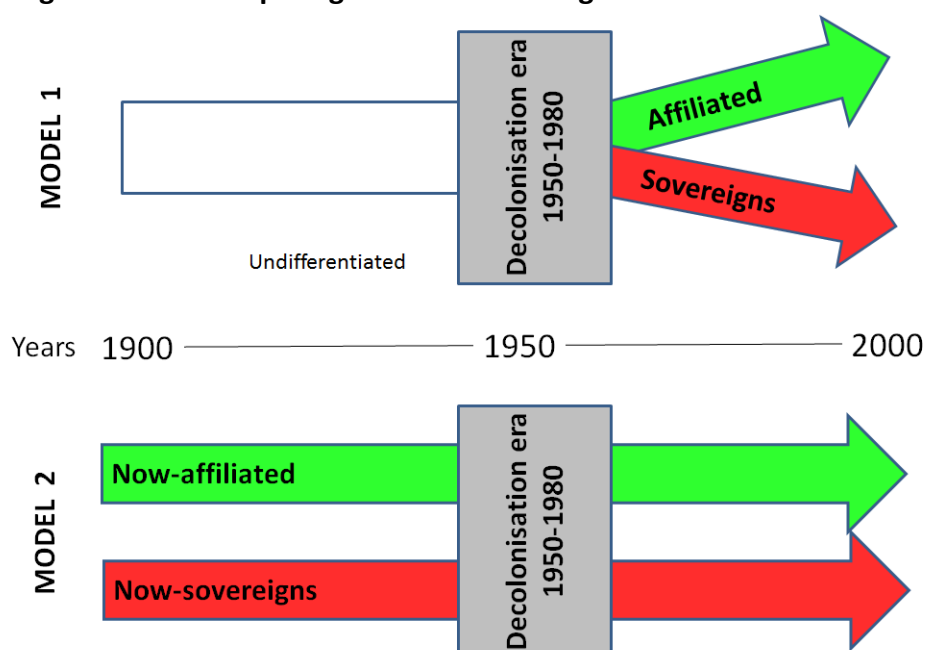 MODEL 1
Decolonisation era
1950-1980
Affiliated
Sovereigns
Undifferentiated
Years 1900 1950 2000
MODEL 2
Now-affiliated
Now-sovereigns
Decolonisation era
1950-1980